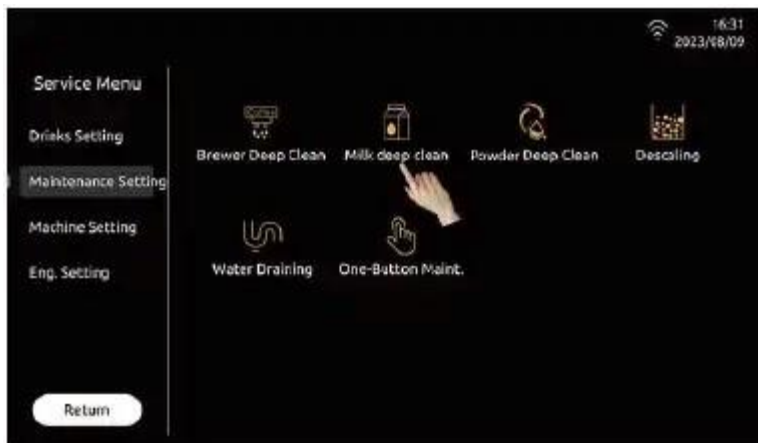 16:31
2023/08/09
Service Menu
Drinks Setting
Maintenance Setting
Machine Setting
Eng. Setting
Return
Brewer Deep Clean
Milk deep clean
Powder Deep Clean
Descaling
Water Draining
One-Button Maint.